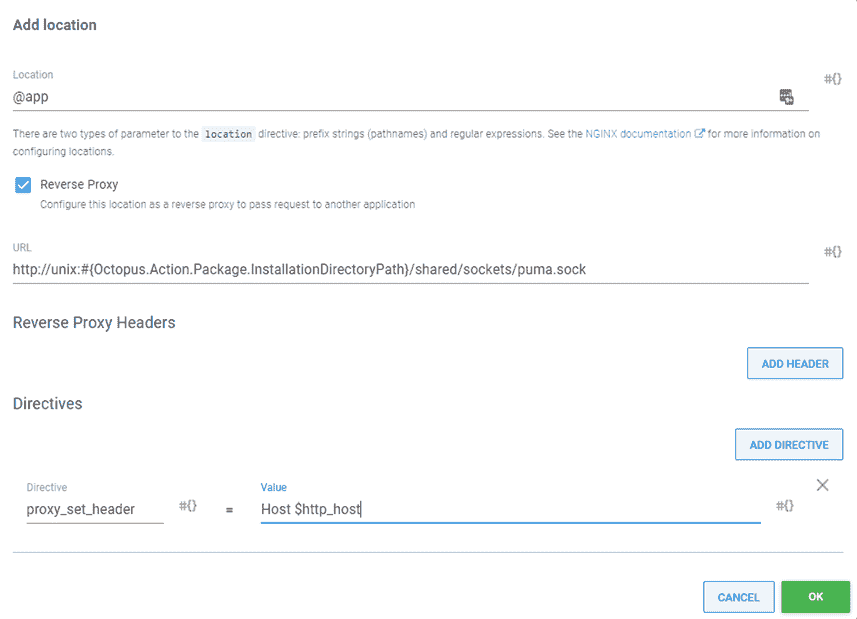 Add location
Location
#{}
@app
There are two types of parameter to the location directive: prefix strings (pathnames) and regular expressions. See the NGINX documentation for more information on
configuring locations.
Reverse Proxy
Configure this location as a reverse proxy to pass request to another application
URL
#{}
http://unix:#{Octopus.Action.Package.InstallationDirectoryPath}/shared/sockets/puma.sock
Reverse Proxy Headers
ADD HEADER
Directives
ADD DIRECTIVE
Directive
Value
proxy_set_header #{} = Host $http_host #{}
CANCEL OK